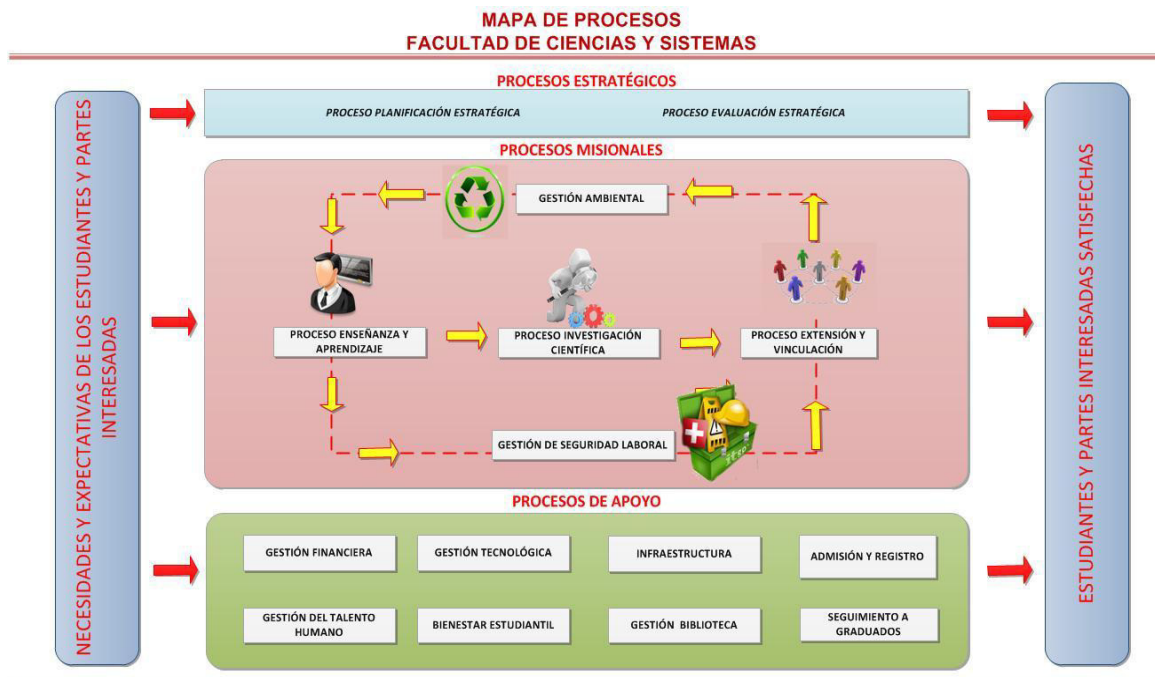 MAPA DE PROCESOS
FACULTAD DE CIENCIAS Y SISTEMAS
NECESIDADES Y EXPECTATIVAS DE LOS ESTUDIANTES Y PARTES
INTERESADAS
PROCESOS ESTRATÉGICOS
PROCESO PLANIFICACIÓN ESTRATÉGICA
PROCESO EVALUACIÓN ESTRATÉGICA
PROCESOS MISIONALES
GESTIÓN AMBIENTAL
PROCESO ENSEÑANZA Y
APRENDIZAJE
PROCESO INVESTIGACIÓN
CIENTÍFICA
PROCESO EXTENSIÓN Y
VINCULACIÓN
GESTIÓN DE SEGURIDAD LABORAL
PROCESOS DE APOYO
GESTIÓN FINANCIERA
GESTIÓN TECNOLÓGICA
INFRAESTRUCTURA
ADMISIÓN Y REGISTRO
GESTIÓN DEL TALENTO
HUMANO
BIENESTAR ESTUDIANTIL
GESTIÓN BIBLIOTECA
SEGUIMIENTO A
GRADUADOS
ESTUDIANTES Y PARTES INTERESADAS SATISFECHAS